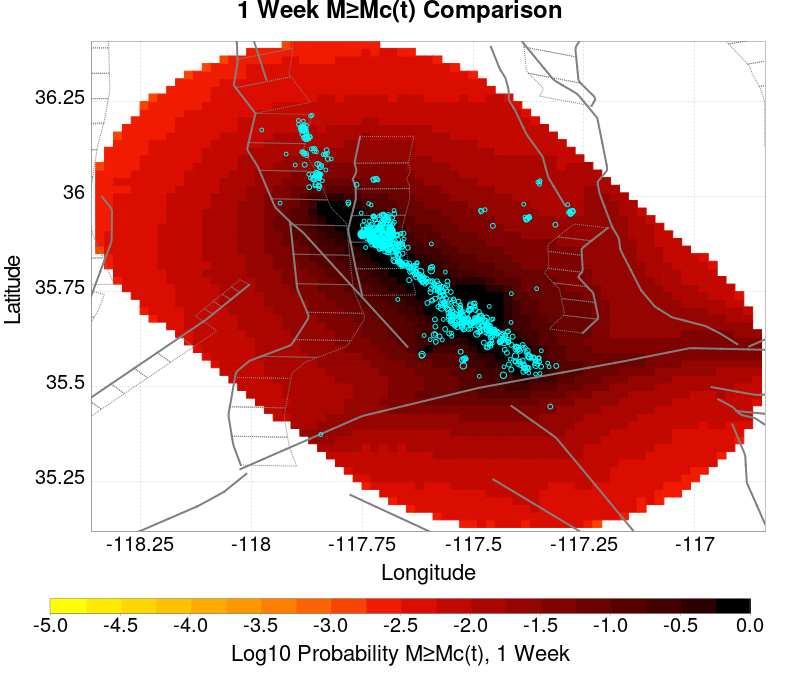 1 Week M≥Mc(t) Comparison
36.25
36
35.75
35.5
35.25
Latitude
-118.25 -118 -117.75 -117.5 -117.25 -117
Longitude
-5.0 -4.5 -4.0 -3.5 -3.0 -2.5 -2.0 -1.5 -1.0 -0.5 0.0
Log10 Probability M≥Mc(t), 1 Week